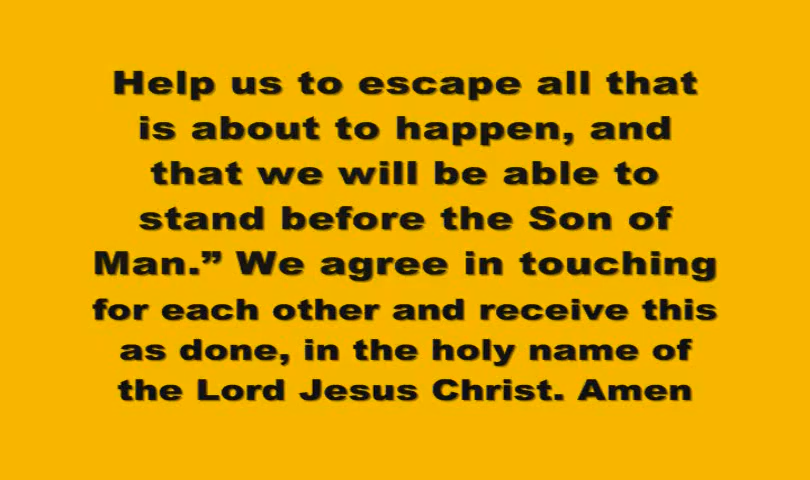 Help us to escape all that
is about to happen, and
that we will be able to
stand before the Son of
Man.” We agree in touching
for each other and receive this
as done, in the holy name of
the Lord Jesus Christ. Amen